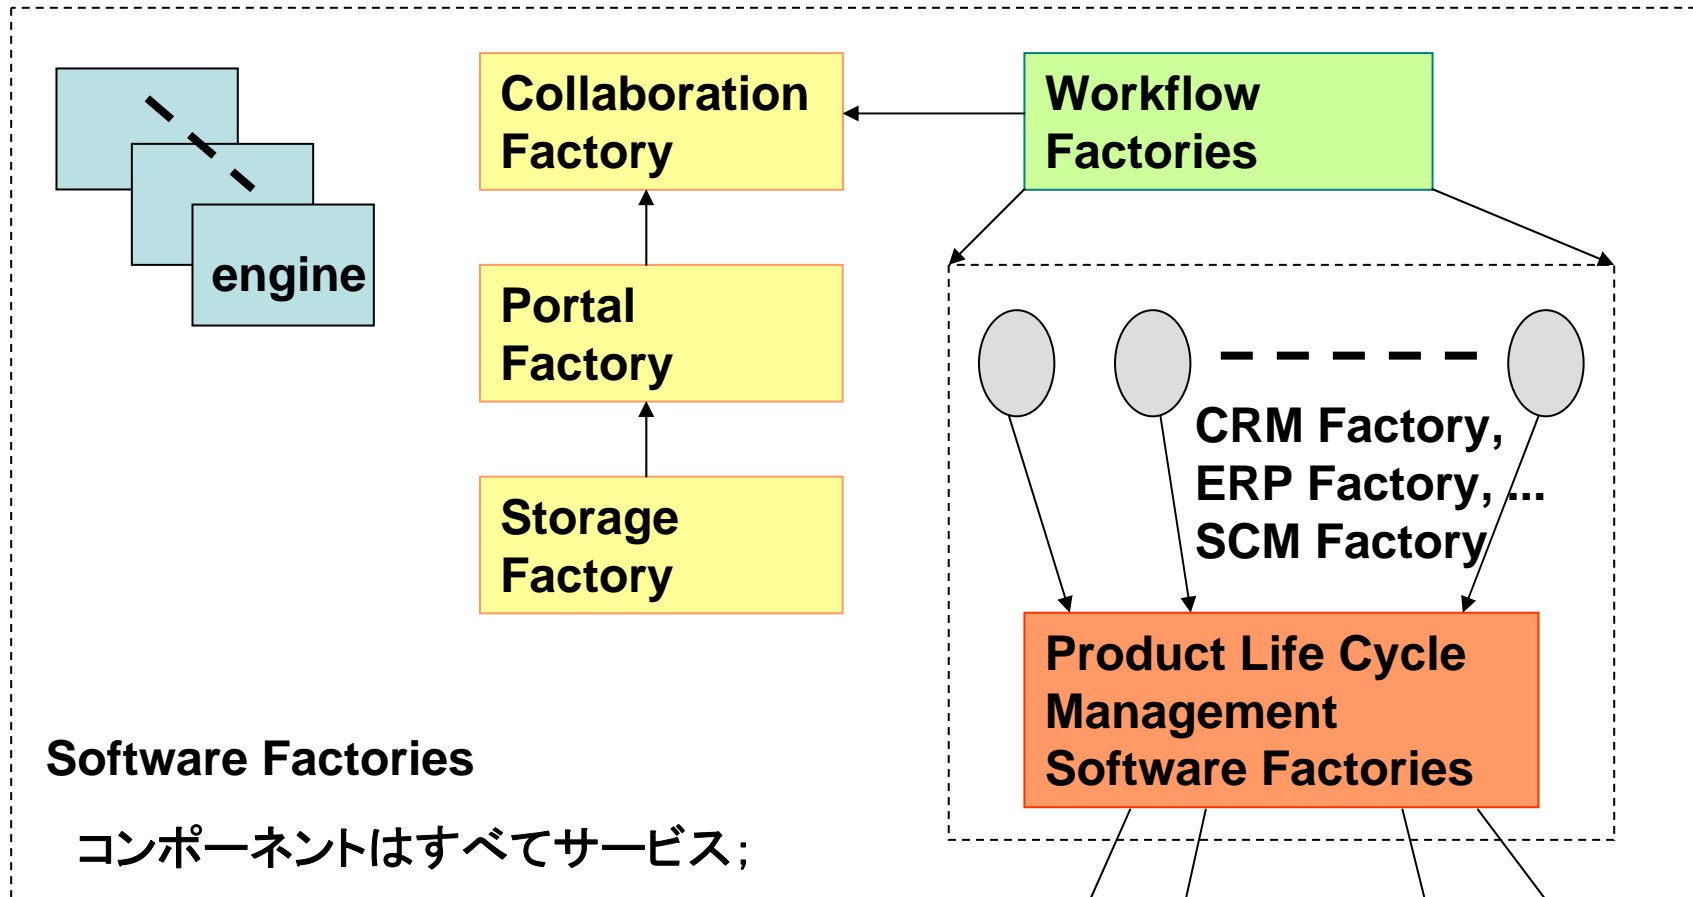 Collaboration
Factory
Workflow
Factories
engine
Portal
Factory
CRM Factory,
ERP Factory, ...
SCM Factory
Storage
Factory
Product Life Cycle
Management
Software Factories
Software Factories
コンポーネントはすべてサービス;